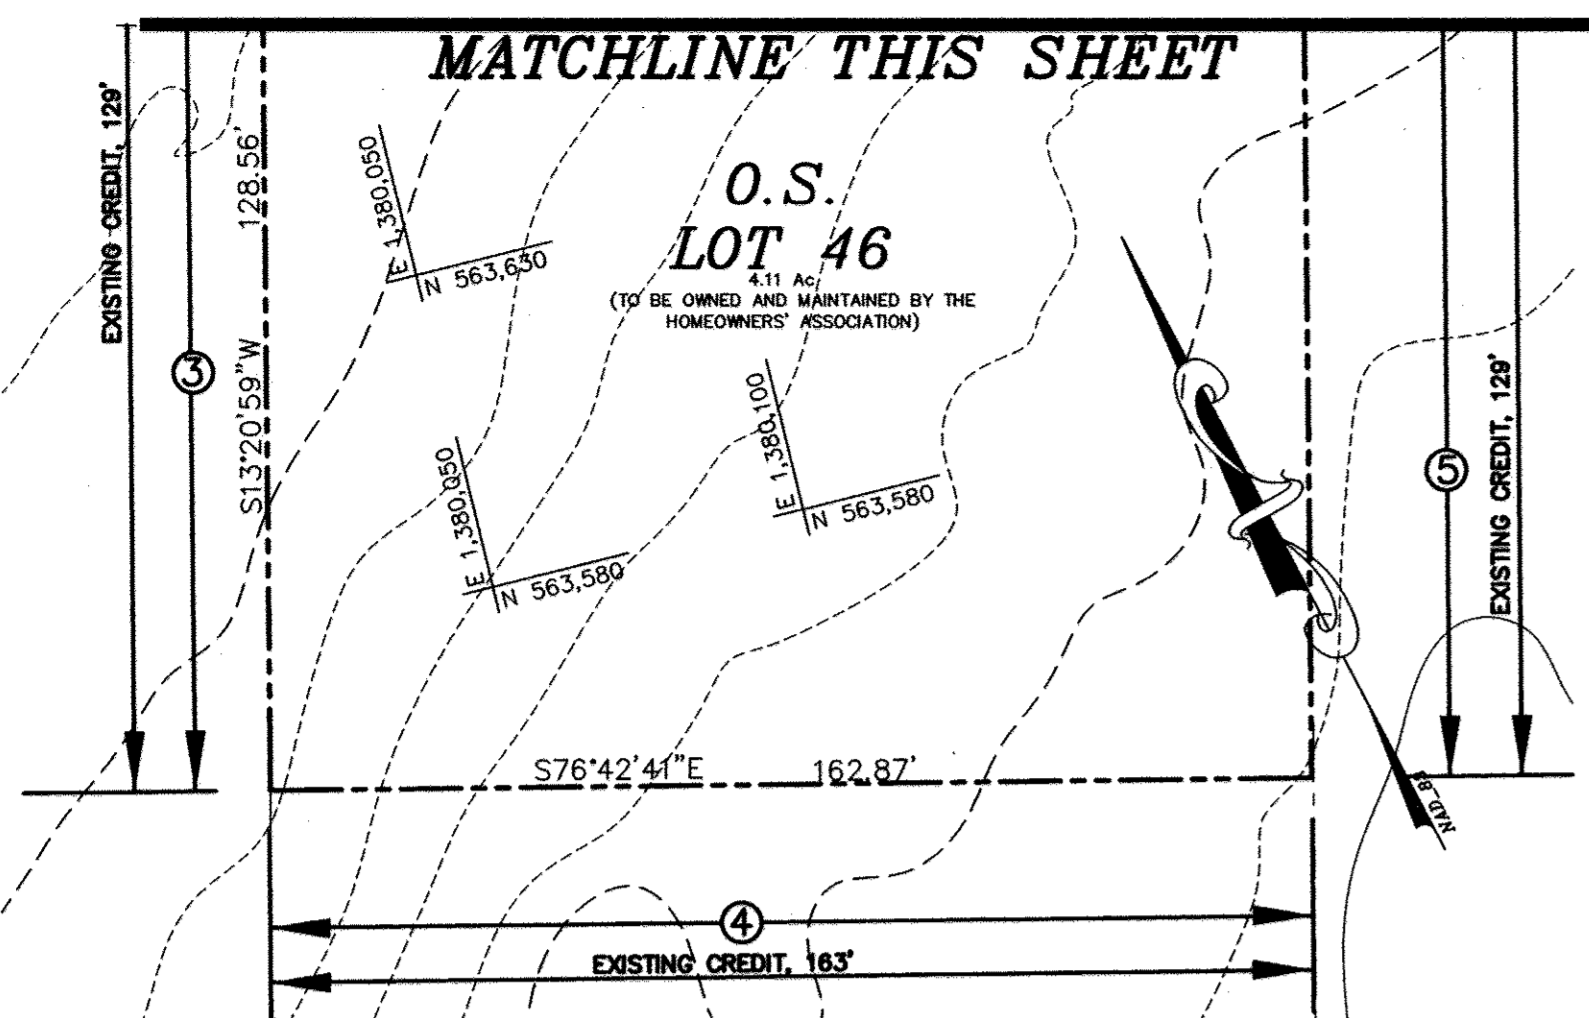 MATCHLINE THIS SHEET
EXISTING CREDIT, 129'
3
S13°20'59"W 128.56'
E 1,380,050
N 563,630
O.S.
LOT 46
4.11 Ac.
(TO BE OWNED AND MAINTAINED BY THE
HOMEOWNERS' ASSOCIATION)
E 1,380,050
N 563,580
E 1,380,100
N 563,580
5
EXISTING CREDIT, 129'
NAD_83
S76°42'41"E 162.87'
4
EXISTING CREDIT, 163'